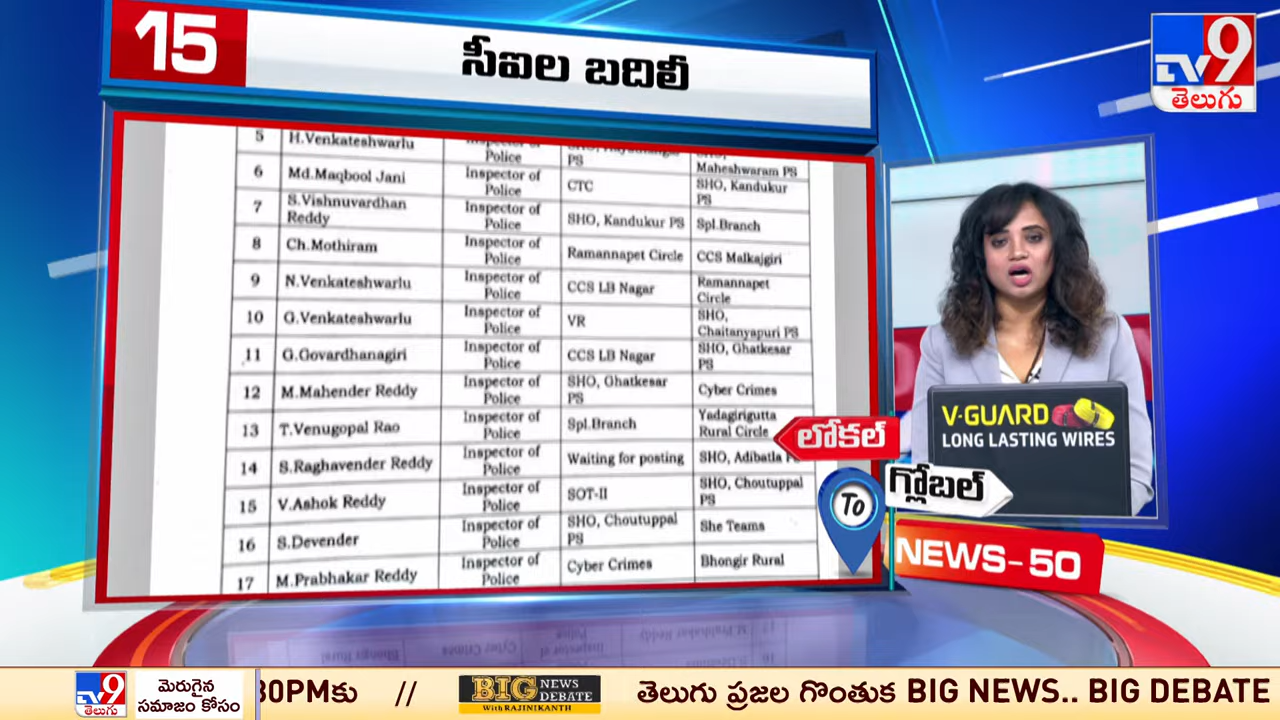 15
సీఐల బదిలీ
TV9
తెలుగు
5 H.Venkateshwarlu Police PS Maheshwaram PS
6 Md.Maqbool Jani Inspector of Police CTC SHO, Kandukur PS
7 S.Vishnuvardhan Reddy Inspector of Police SHO, Kandukur PS Spl.Branch
8 Ch.Mothiram Inspector of Police Ramannapet Circle CCS Malkajgiri
9 N.Venkateshwarlu Inspector of Police CCS LB Nagar Ramannapet Circle
10 G.Venkateshwarlu Inspector of Police VR SHO, Chaitanyapuri PS
11 G.Govardhanagiri Inspector of Police CCS LB Nagar SHO, Ghatkesar PS
12 M.Mahender Reddy Inspector of Police SHO, Ghatkesar PS Cyber Crimes
13 T.Venugopal Rao Inspector of Police Spl.Branch Yadagirigutta Rural Circle
14 S.Raghavender Reddy Inspector of Police Waiting for posting SHO, Adibatla
15 V.Ashok Reddy Inspector of Police SOT-II SHO, Choutuppal PS
16 S.Devender Inspector of Police SHO, Choutuppal PS She Teams
17 M.Prabhakar Reddy Inspector of Police Cyber Crimes Bhongir Rural
V-GUARD
LONG LASTING WIRES
లోకల్
To
గ్లోబల్
NEWS-50
TV9 తెలుగు
మెరుగైన
సమాజం కోసం
30PMకు // BIG NEWS DEBATE With RAJINIKANTH తెలుగు ప్రజల గొంతుక BIG NEWS.. BIG DEBATE